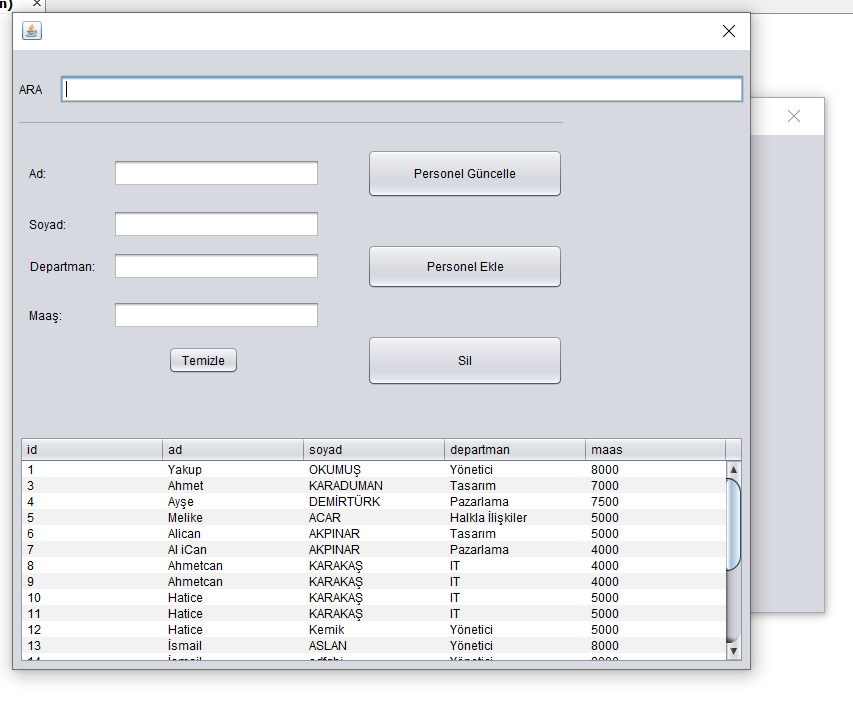 n)
ARA
Ad:
Personel Güncelle
Soyad:
Departman:
Personel Ekle
Maaş:
Temizle
Sil
id ad soyad departman maas
1 Yakup OKUMUŞ Yönetici 8000
3 Ahmet KARADUMAN Tasarım 7000
4 Ayşe DEMİRTÜRK Pazarlama 7500
5 Melike ACAR Halkla İlişkiler 5000
6 Alican AKPINAR Tasarım 5000
7 Al iCan AKPINAR Pazarlama 4000
8 Ahmetcan KARAKAŞ IT 4000
9 Ahmetcan KARAKAŞ IT 4000
10 Hatice KARAKAŞ IT 5000
11 Hatice KARAKAŞ IT 5000
12 Hatice Kemik Yönetici 5000
13 İsmail ASLAN Yönetici 8000
14 İsmail Yönetici